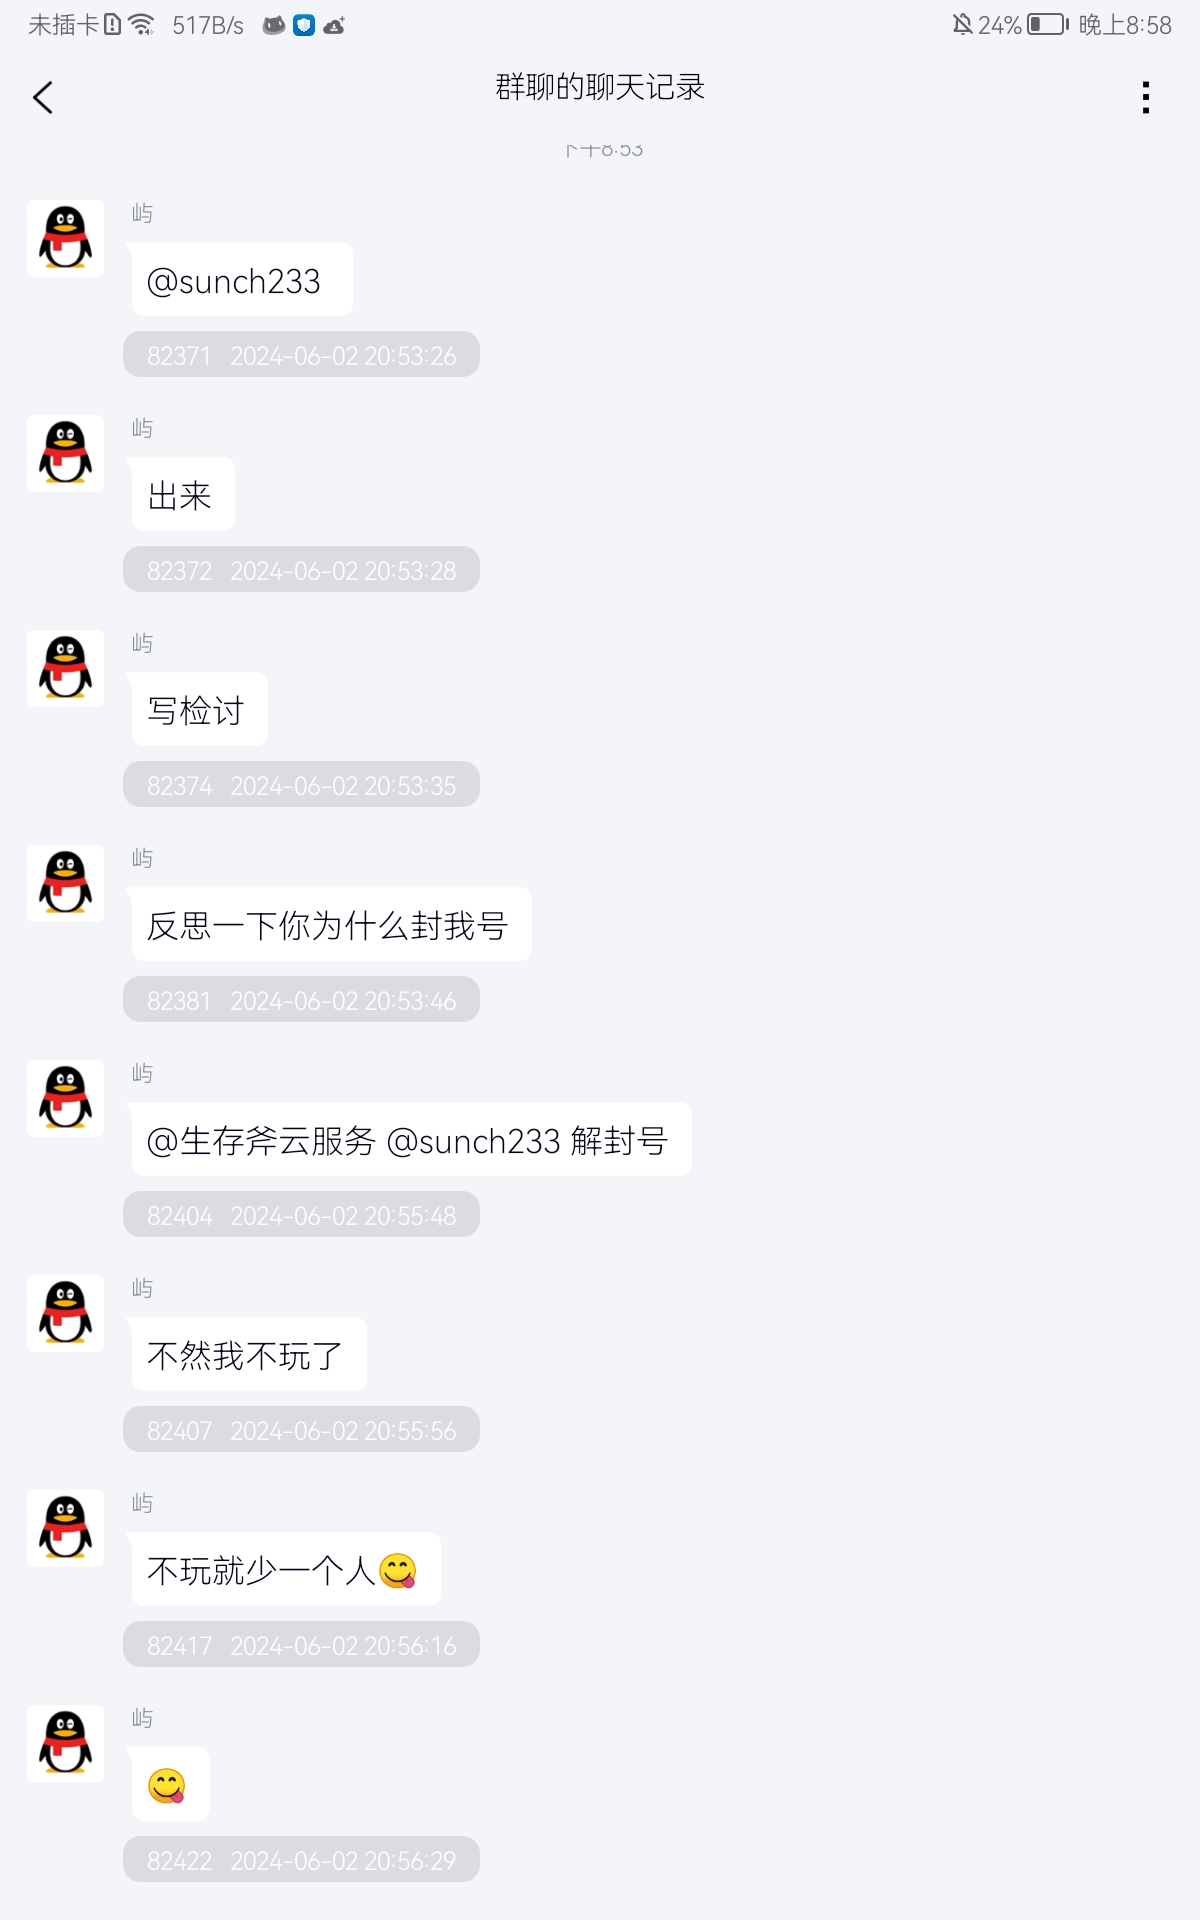 未插卡 517B/s 24% 晚上8:58
群聊的聊天记录
下午8:53
屿
@sunch233
82371 2024-06-02 20:53:26
屿
出来
82372 2024-06-02 20:53:28
屿
写检讨
82374 2024-06-02 20:53:35
屿
反思一下你为什么封我号
82381 2024-06-02 20:53:46
屿
@生存斧云服务 @sunch233 解封号
82404 2024-06-02 20:55:48
屿
不然我不玩了
82407 2024-06-02 20:55:56
屿
不玩就少一个人😋
82417 2024-06-02 20:56:16
屿
😋
82422 2024-06-02 20:56:29